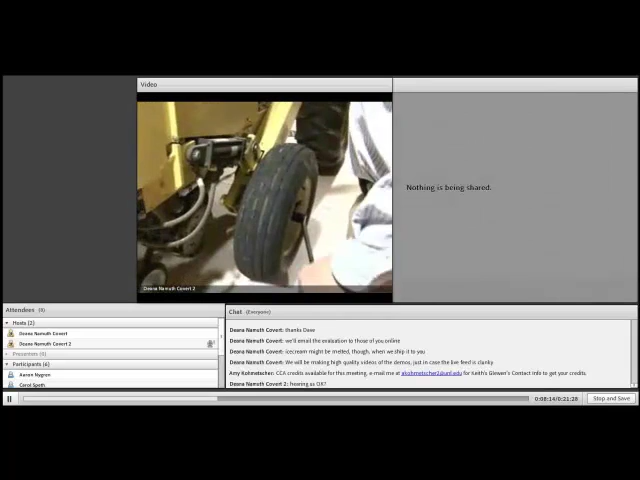 Video
Nothing is being shared.
Deana Namuth Covert 2
Attendees (8)
Hosts (2)
Deana Namuth Covert
Deana Namuth Covert 2
Presenters (0)
Participants (6)
Aaron Nygren
Carol Speth
Chat (Everyone)
Deana Namuth Covert: thanks Dave
Deana Namuth Covert: we'll email the evaluation to those of you online
Deana Namuth Covert: icecream might be melted, though, when we ship it to you
Deana Namuth Covert: We will be making high quality videos of the demos, just in case the live feed is clunky
Amy Kohmetscher: CCA credits available for this meeting, e-mail me at akohmetscher2@unl.edu for Keith's Glewen's Contact info to get your credits.
Deana Namuth Covert 2: hearing us OK?
0:08:14/0:21:28
Stop and Save